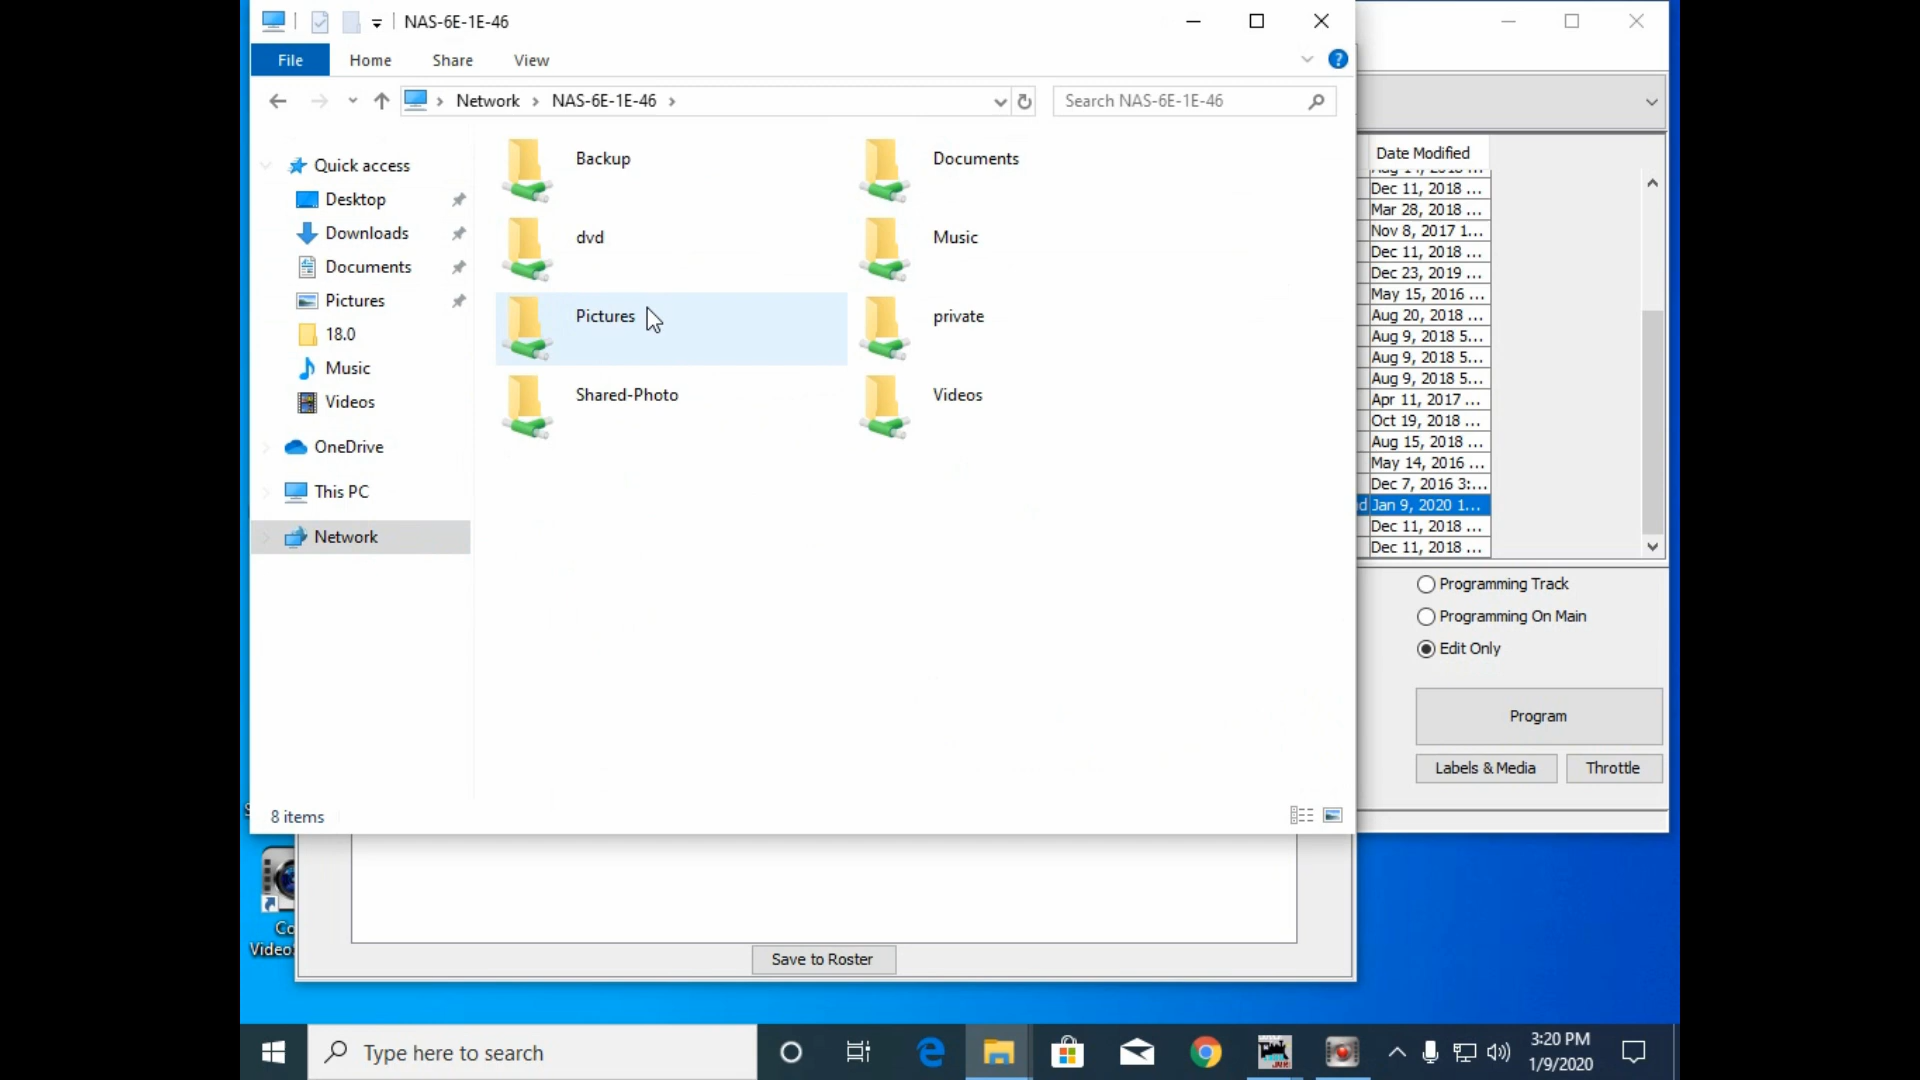 NAS-6E-1E-46
File Home Share View
Network NAS-6E-1E-46
Search NAS-6E-1E-46
Quick access
Desktop
Downloads
Documents
Pictures
18.0
Music
Videos
OneDrive
This PC
Network
Backup Documents
dvd Music
Pictures private
Shared-Photo Videos
8 items
Date Modified
Dec 11, 2018 ...
Mar 28, 2018 ...
Nov 8, 2017 1...
Dec 11, 2018 ...
Dec 23, 2019 ...
May 15, 2016 ...
Aug 20, 2018 ...
Aug 9, 2018 5...
Aug 9, 2018 5...
Aug 9, 2018 5...
Apr 11, 2017 ...
Oct 19, 2018 ...
Aug 15, 2018 ...
May 14, 2016 ...
Dec 7, 2016 3:...
Jan 9, 2020 1...
Dec 11, 2018 ...
Dec 11, 2018 ...
Programming Track
Programming On Main
Edit Only
Program
Labels & Media Throttle
Co
Video
Save to Roster
Type here to search
3:20 PM
1/9/2020